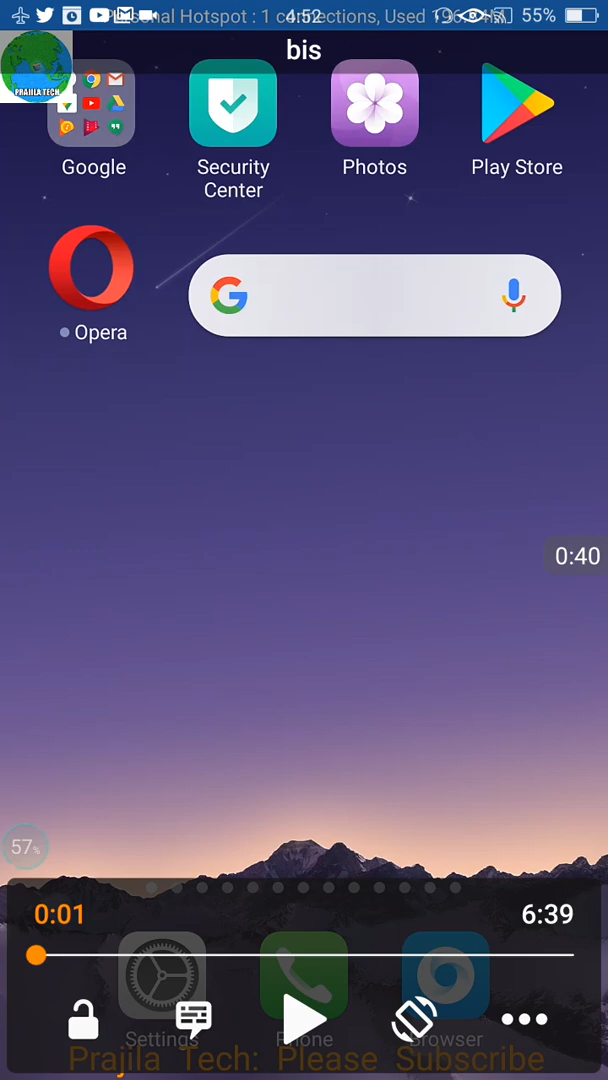 Personal Hotspot : 1 connections, Used 196.
4:52
55%
PRAJILA TECH
bis
Google
Security
Center
Photos
Play Store
Opera
0:40
57%
0:01
6:39
Settings
Phone
Browser
Prajila Tech: Please Subscribe